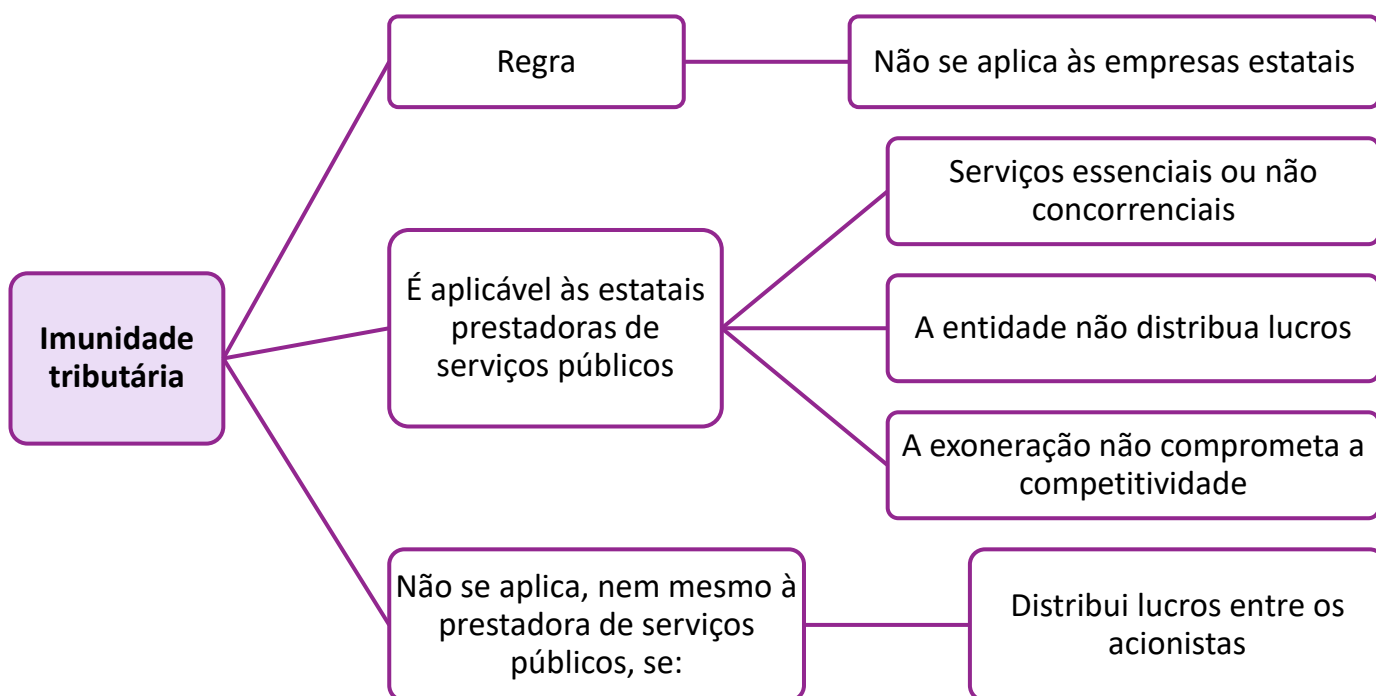 Imunidade
tributária
Regra
Não se aplica às empresas estatais
É aplicável às estatais
prestadoras de
serviços públicos
Serviços essenciais ou não
concorrenciais
A entidade não distribua lucros
A exoneração não comprometa a
competitividade
Não se aplica, nem mesmo à
prestadora de serviços
públicos, se:
Distribui lucros entre os
acionistas